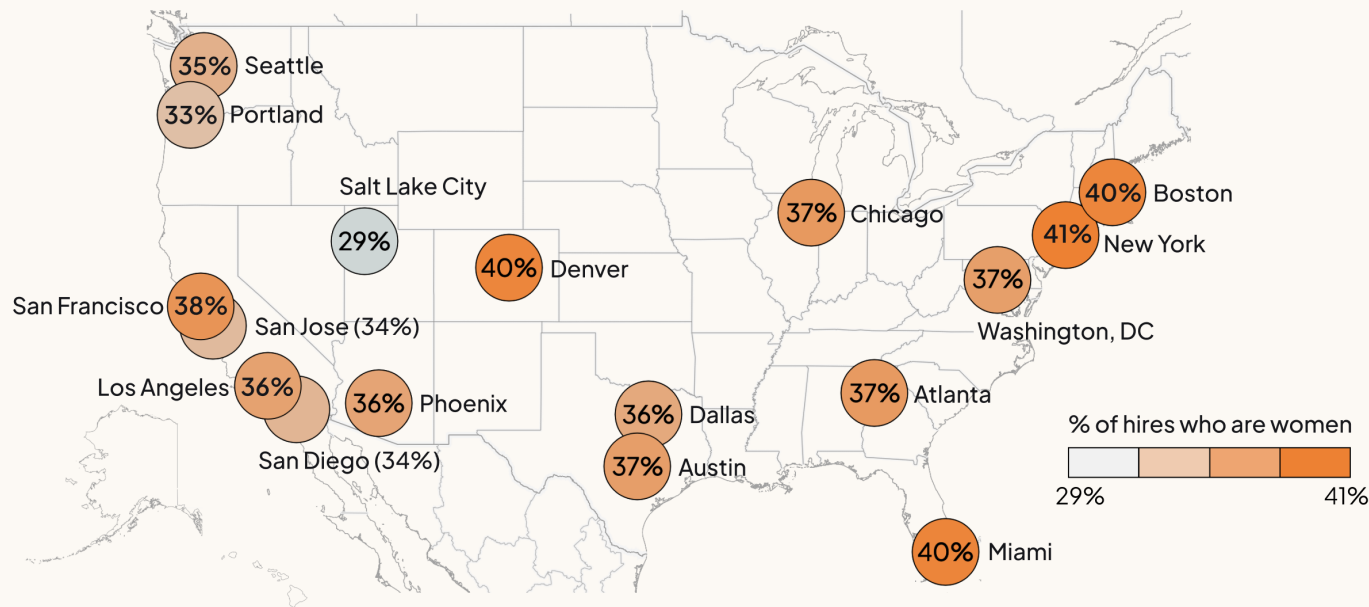 35% Seattle
33% Portland
Salt Lake City
29%
40% Denver
37% Chicago
40% Boston
41% New York
37%
Washington, DC
San Francisco 38%
San Jose (34%)
Los Angeles 36%
36% Phoenix
San Diego (34%)
36% Dallas
37% Austin
37% Atlanta
40% Miami
% of hires who are women
29% 41%